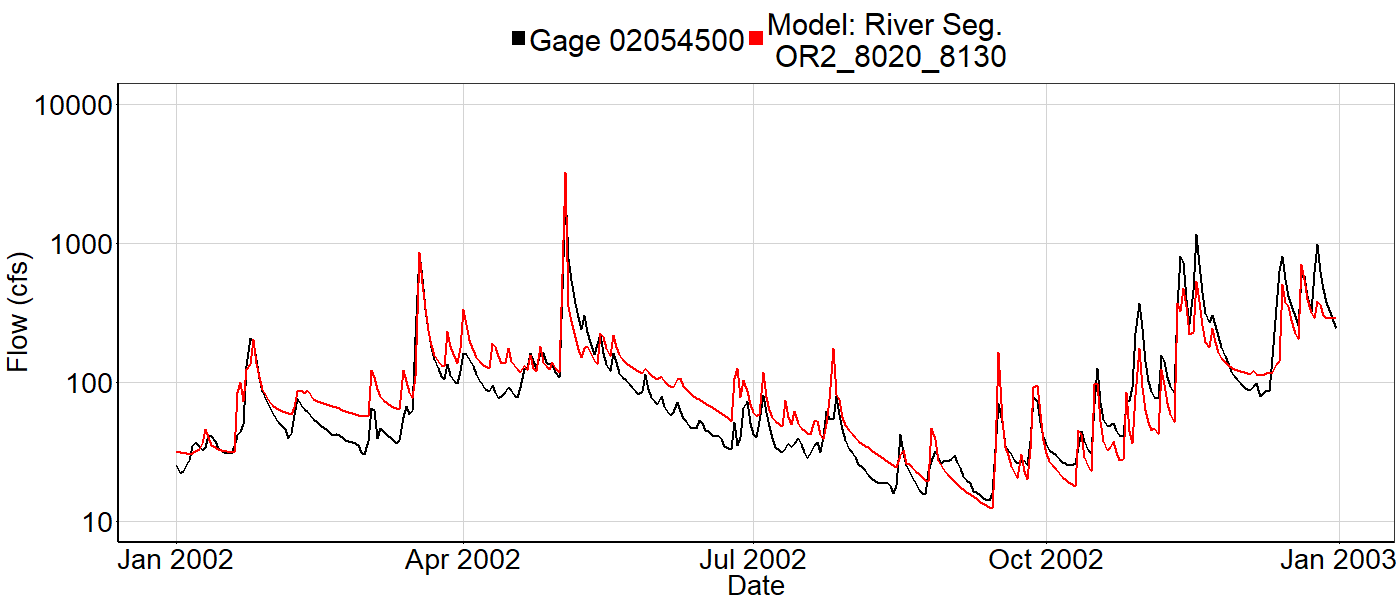 Gage 02054500
Model: River Seg.
OR2_8020_8130
Flow (cfs)
10000
1000
100
10
Jan 2002
Apr 2002
Jul 2002
Oct 2002
Jan 2003
Date